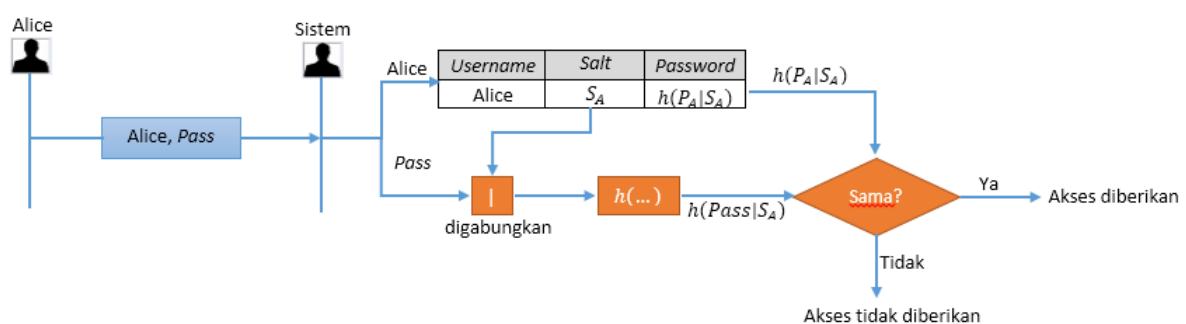 Alice
Sistem
Alice, Pass
Alice
Username Salt Password
Alice S_A h(P_A|S_A)
h(P_A|S_A)
Pass
|
digabungkan
h(...)
h(Pass|S_A)
Sama?
Ya
Akses diberikan
Tidak
Akses tidak diberikan